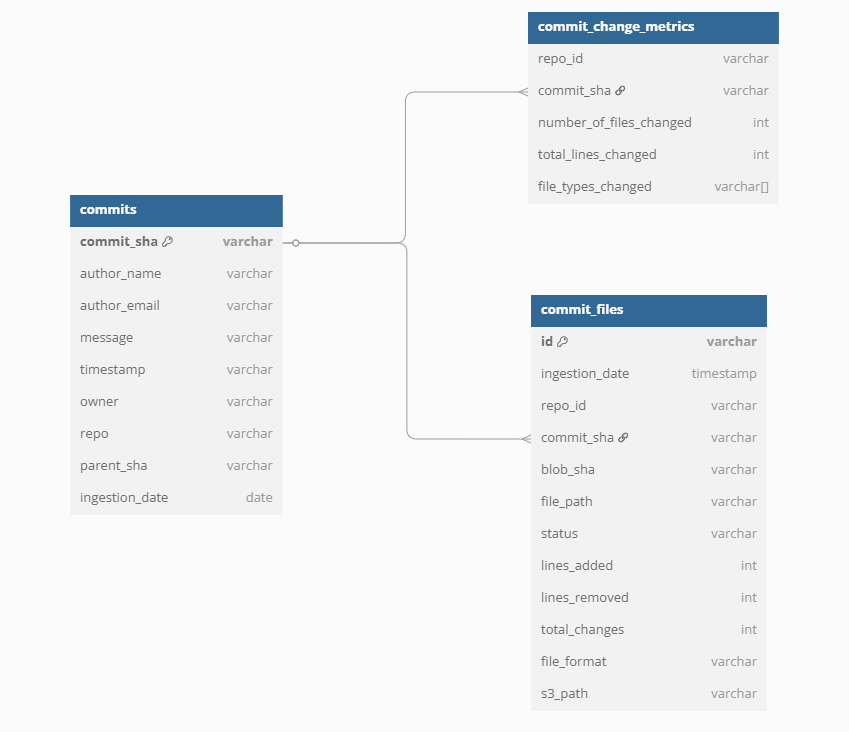 commit_change_metrics
repo_id varchar
commit_sha varchar
number_of_files_changed int
total_lines_changed int
file_types_changed varchar[]
commits
commit_sha varchar
author_name varchar
author_email varchar
message varchar
timestamp varchar
owner varchar
repo varchar
parent_sha varchar
ingestion_date date
commit_files
id varchar
ingestion_date timestamp
repo_id varchar
commit_sha varchar
blob_sha varchar
file_path varchar
status varchar
lines_added int
lines_removed int
total_changes int
file_format varchar
s3_path varchar